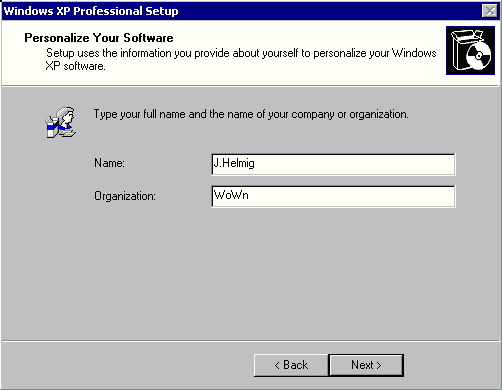 Windows XP Professional Setup
Personalize Your Software
Setup uses the information you provide about yourself to personalize your Windows
XP software.
Type your full name and the name of your company or organization.
Name:
J.Helmig
Organization:
WoWn
< Back
Next >